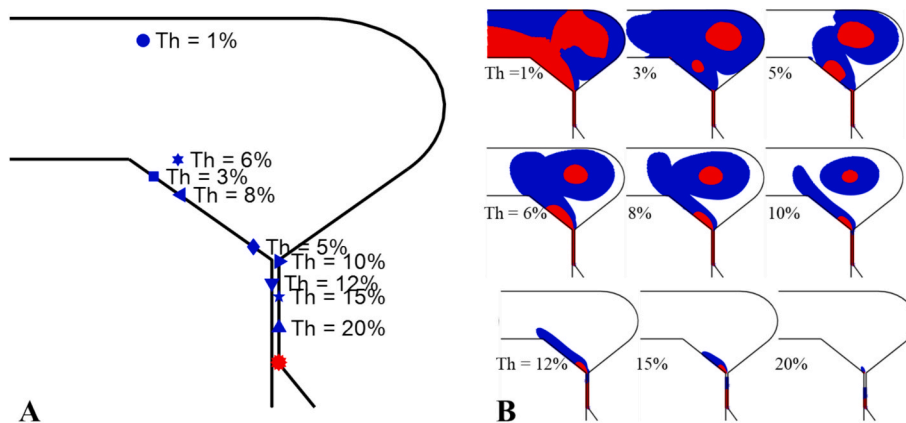 Th = 1%
Th = 6%
Th = 3%
Th = 8%
Th = 5%
Th = 10%
Th = 12%
Th = 15%
Th = 20%
A
Th =1%
3%
5%
Th = 6%
8%
10%
Th = 12%
15%
20%
B